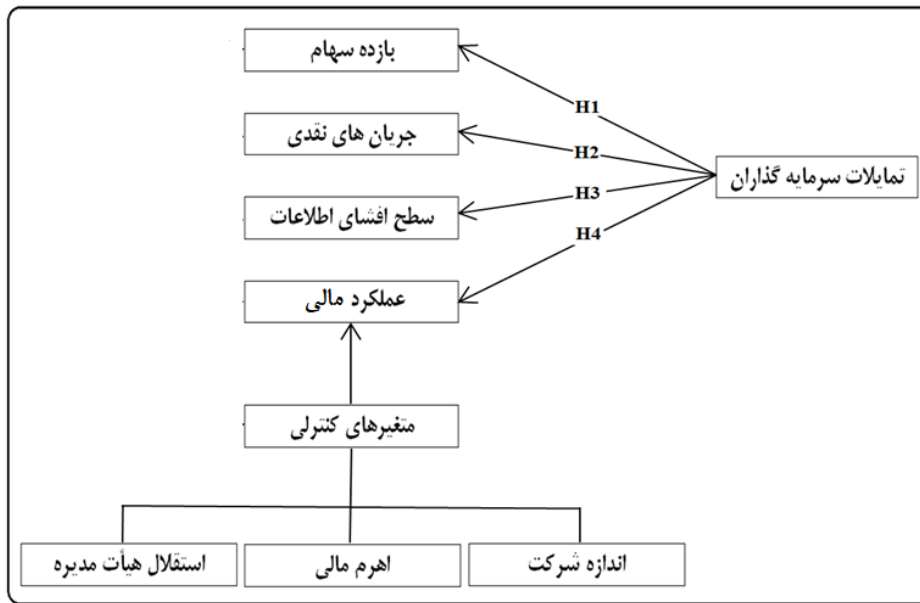 بازده سهام
H1
جریان های نقدی
H2
تمایلات سرمایه گذاران
H3
سطح افشای اطلاعات
H4
عملکرد مالی
متغیرهای کنترلی
اندازه شرکت
اهرم مالی
استقلال هیأت مدیره